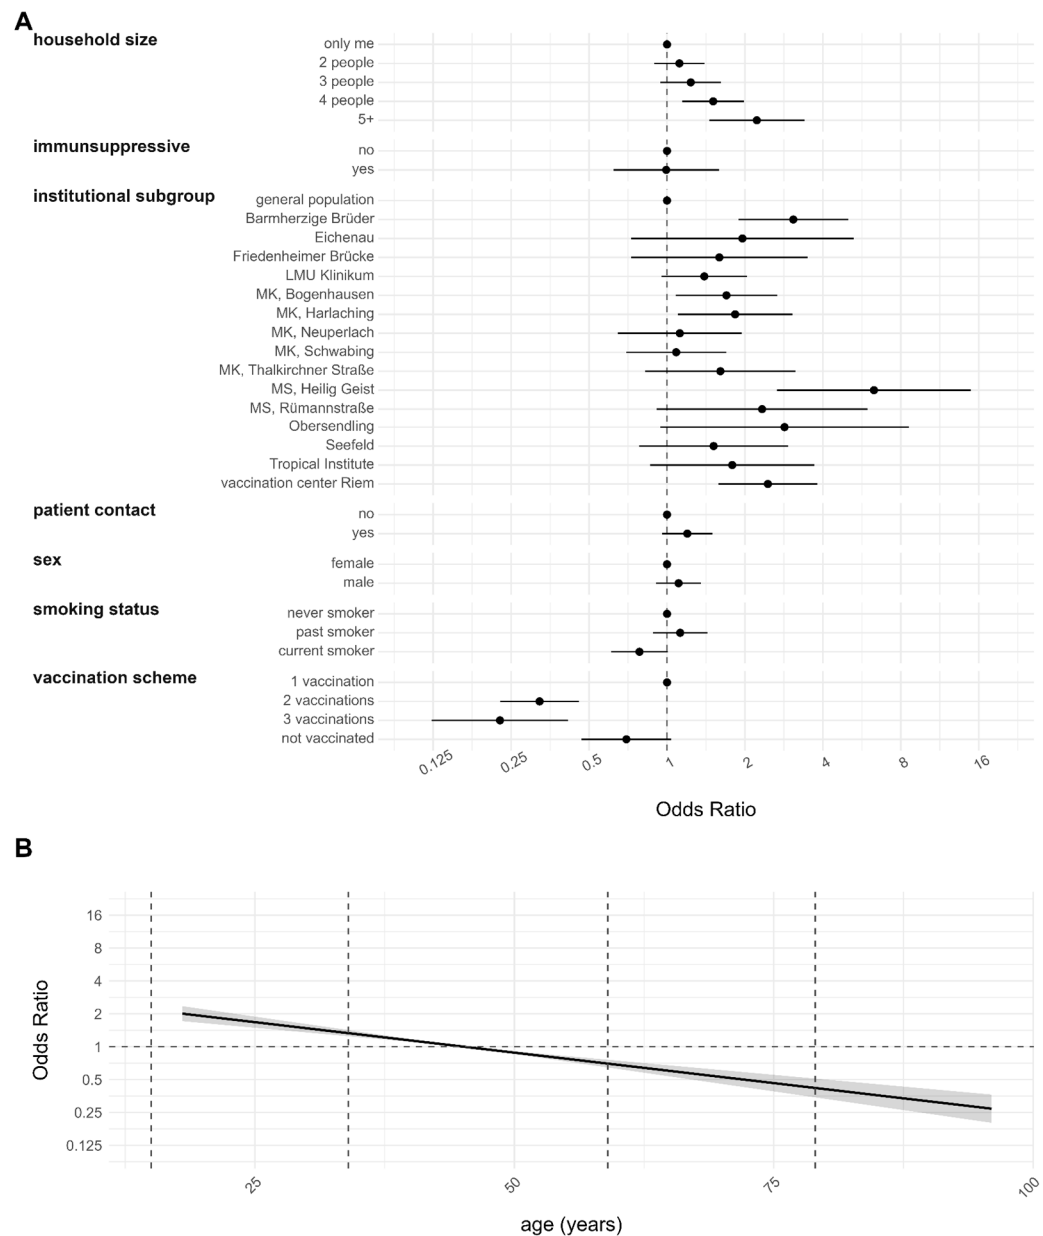 A
household size
only me
2 people
3 people
4 people
5+
immunsuppressive
no
yes
institutional subgroup
general population
Barmherzige Brüder
Eichenau
Friedenheimer Brücke
LMU Klinikum
MK, Bogenhausen
MK, Harlaching
MK, Neuperlach
MK, Schwabing
MK, Thalkirchner Straße
MS, Heilig Geist
MS, Rümannstraße
Obersendling
Seefeld
Tropical Institute
vaccination center Riem
patient contact
no
yes
sex
female
male
smoking status
never smoker
past smoker
current smoker
vaccination scheme
1 vaccination
2 vaccinations
3 vaccinations
not vaccinated
0.125 0.25 0.5 1 2 4 8 16
Odds Ratio
B
Odds Ratio
16
8
4
2
1
0.5
0.25
0.125
25 50 75 100
age (years)